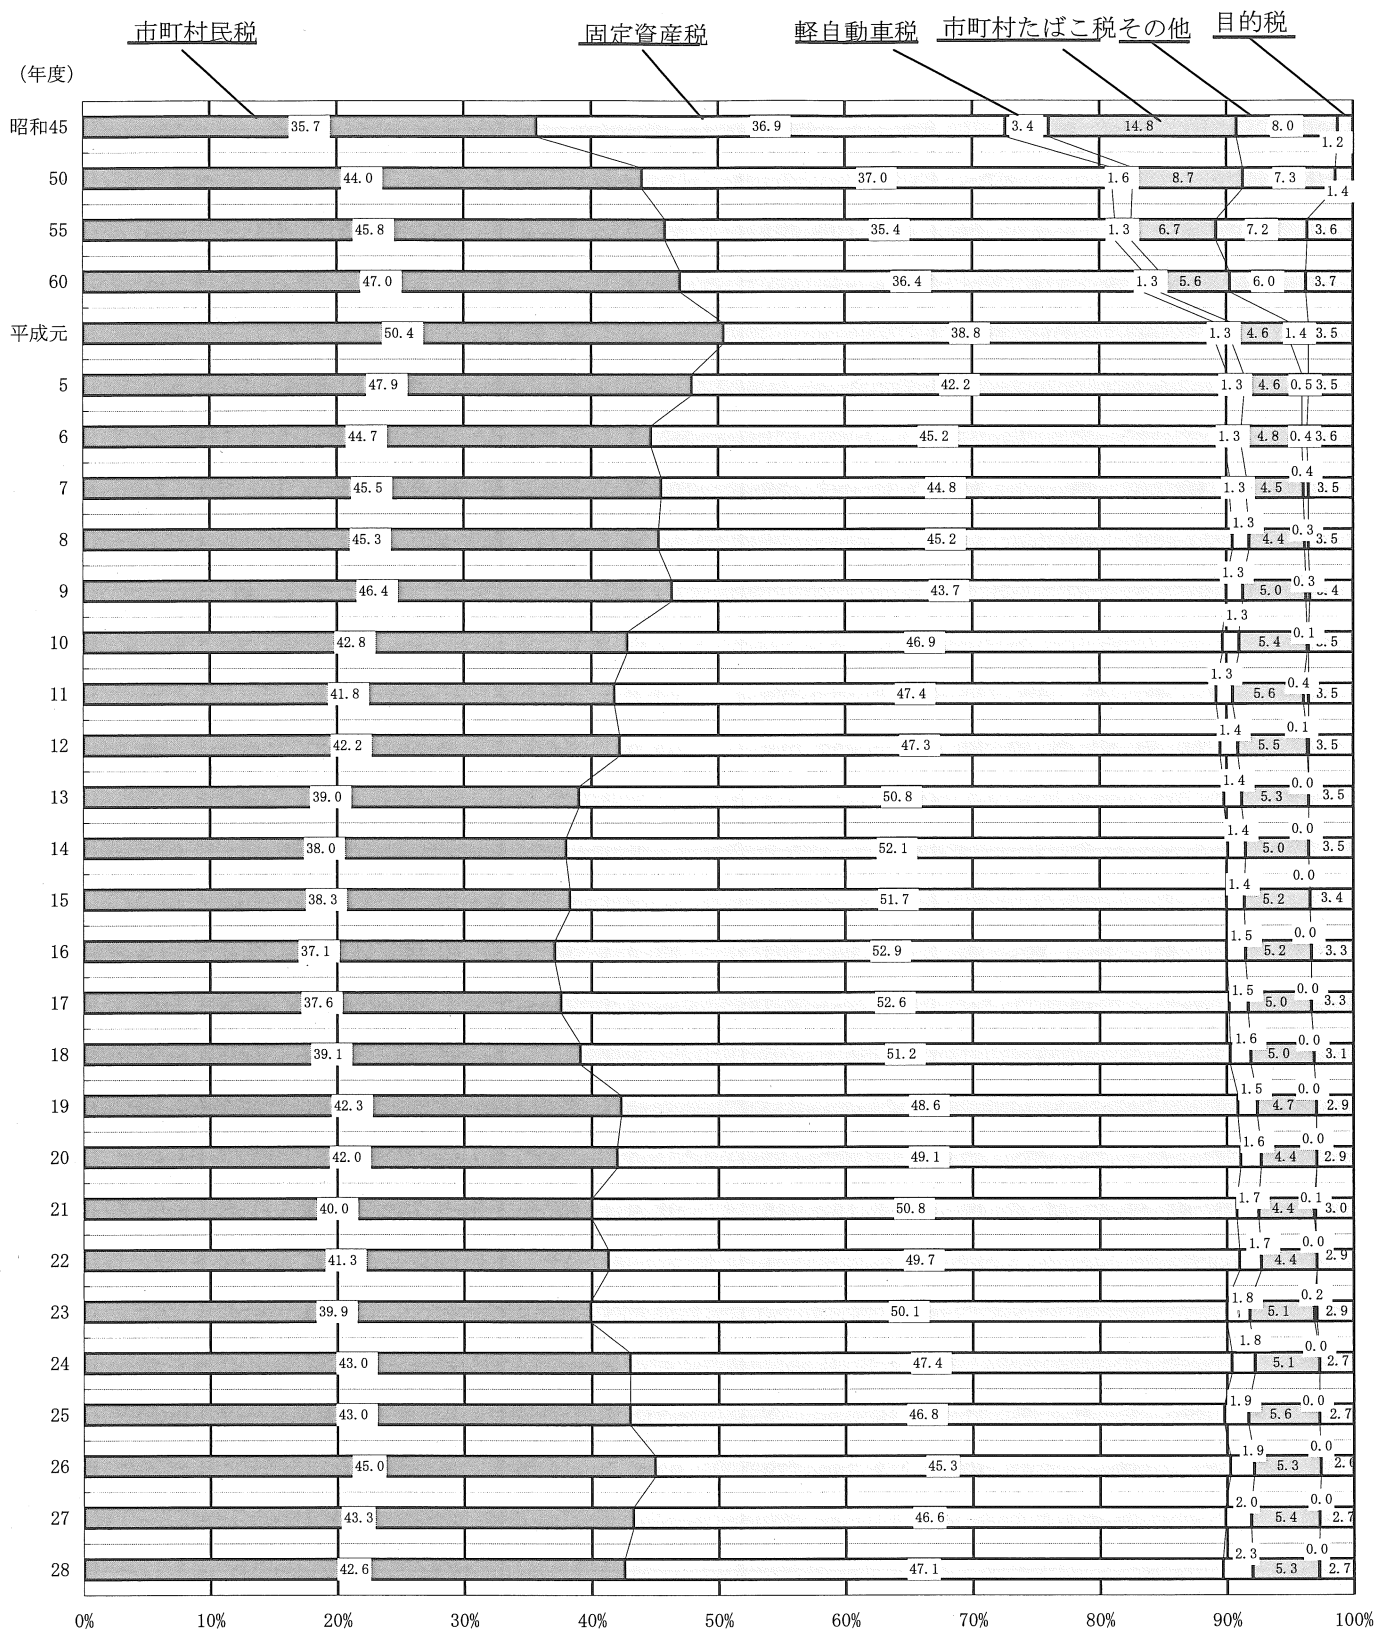 市町村民税 固定資産税 軽自動車税 市町村たばこ税 その他 目的税
（年度）
昭和45 35.7 36.9 3.4 14.8 8.0 1.2
50 44.0 37.0 1.6 8.7 7.3 1.4
55 45.8 35.4 1.3 6.7 7.2 3.6
60 47.0 36.4 1.3 5.6 6.0 3.7
平成元 50.4 38.8 1.3 4.6 1.4 3.5
5 47.9 42.2 1.3 4.6 0.5 3.5
6 44.7 45.2 1.3 4.8 0.4 3.6
7 45.5 44.8 1.3 4.5 0.4 3.5
8 45.3 45.2 1.3 4.4 0.3 3.5
9 46.4 43.7 1.3 5.0 0.3 .4
10 42.8 46.9 1.3 5.4 0.1 .5
11 41.8 47.4 1.3 5.6 0.4 3.5
12 42.2 47.3 1.4 5.5 0.1 3.5
13 39.0 50.8 1.4 5.3 0.0 3.5
14 38.0 52.1 1.4 5.0 0.0 3.5
15 38.3 51.7 1.4 5.2 0.0 3.4
16 37.1 52.9 1.5 5.2 0.0 3.3
17 37.6 52.6 1.5 5.0 0.0 3.3
18 39.1 51.2 1.6 5.0 0.0 3.1
19 42.3 48.6 1.5 4.7 0.0 2.9
20 42.0 49.1 1.6 4.4 0.0 2.9
21 40.0 50.8 1.7 4.4 0.1 3.0
22 41.3 49.7 1.7 4.4 0.0 2.9
23 39.9 50.1 1.8 5.1 0.2 2.9
24 43.0 47.4 1.8 5.1 0.0 2.7
25 43.0 46.8 1.9 5.6 0.0 2.7
26 45.0 45.3 1.9 5.3 0.0 2.6
27 43.3 46.6 2.0 5.4 0.0 2.7
28 42.6 47.1 2.3 5.3 0.0 2.7
0% 10% 20% 30% 40% 50% 60% 70% 80% 90% 100%